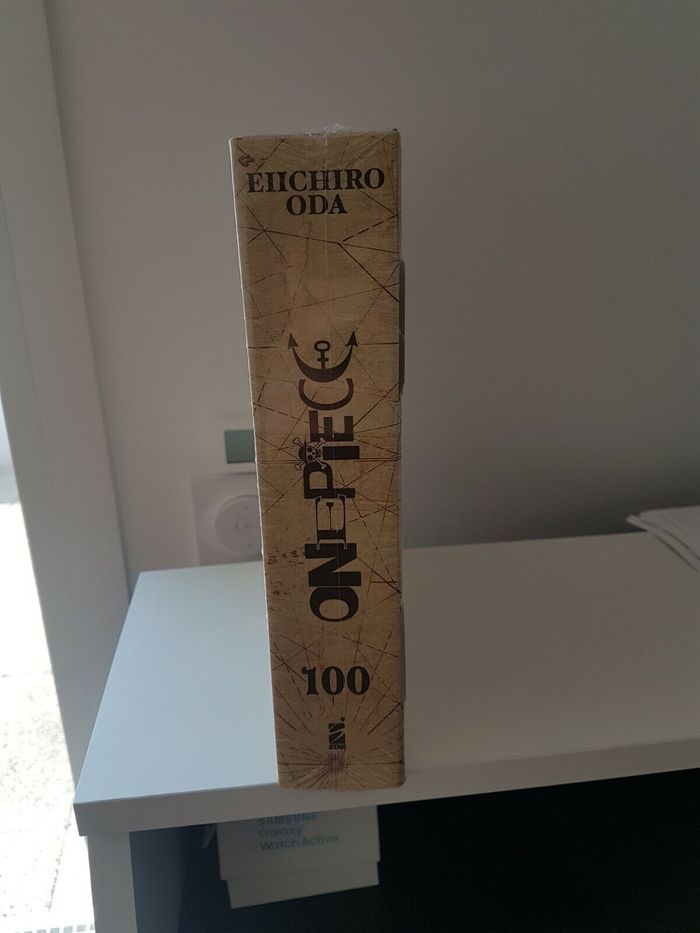 EIICHIRO
ODA
ONE PIECE
100
STAR
SAMSUNG
Galaxy
Watch Active